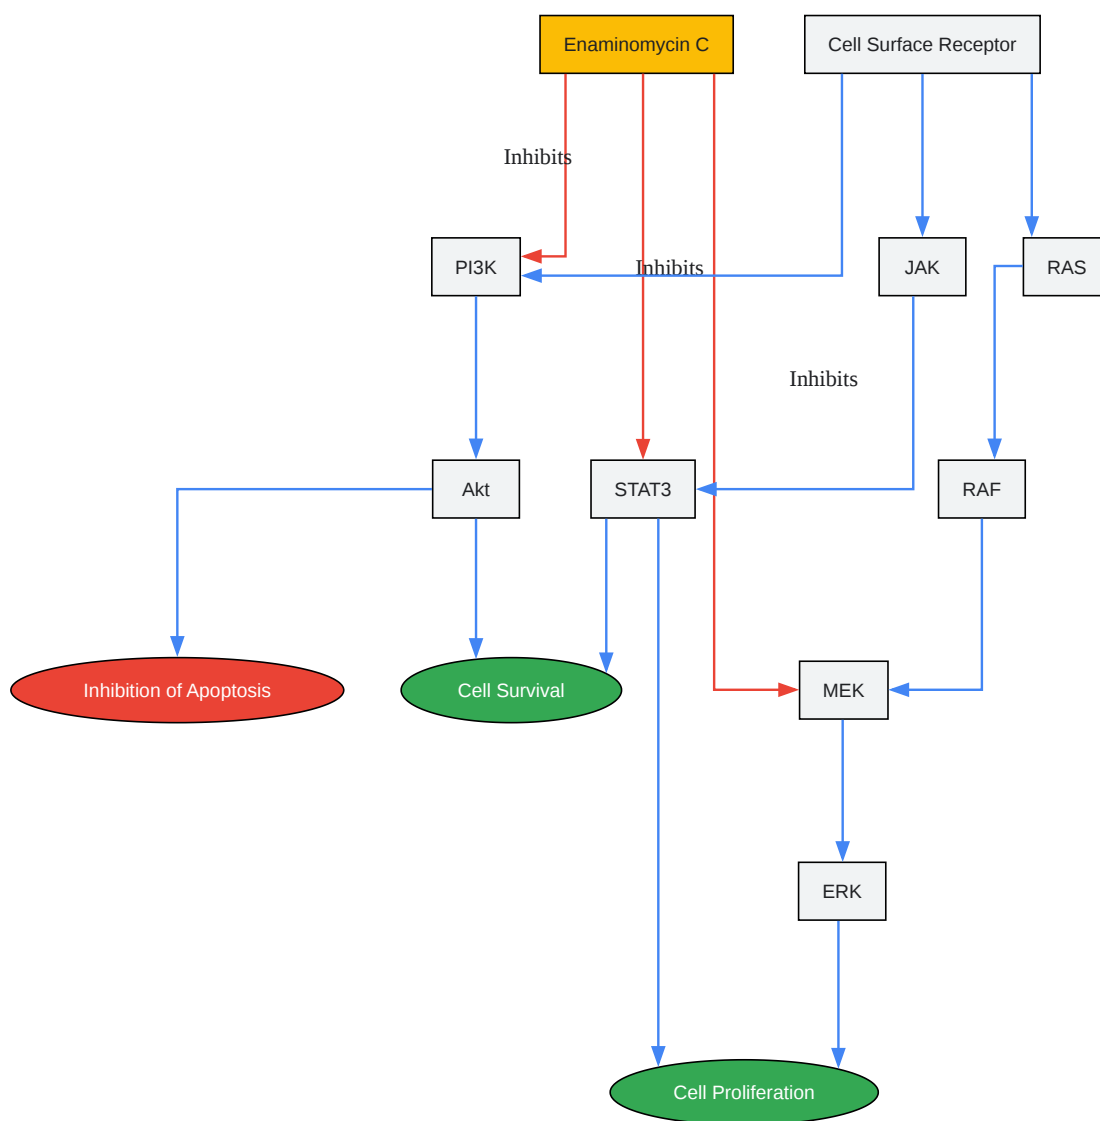 Enaminomycin C
Cell Surface Receptor
Inhibits
PI3K
Inhibits
JAK
RAS
Inhibits
Akt
STAT3
RAF
Inhibition of Apoptosis
Cell Survival
MEK
ERK
Cell Proliferation